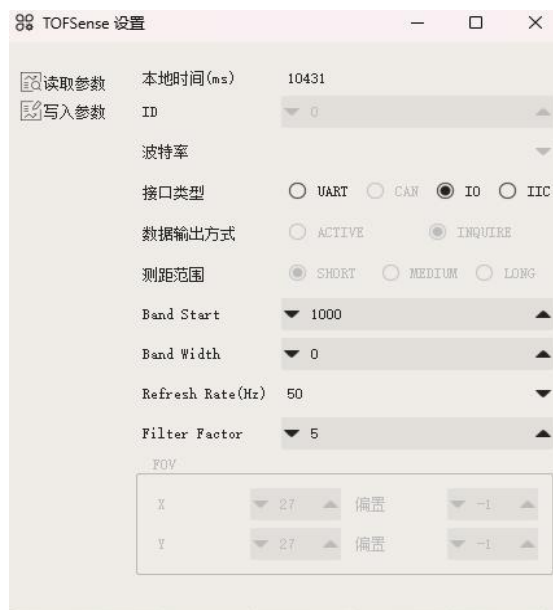 TOFSense 设置
读取参数
写入参数
本地时间(ms) 10431
ID 0
波特率
接口类型 UART CAN IO IIC
数据输出方式 ACTIVE INQUIRE
测距范围 SHORT MEDIUM LONG
Band Start 1000
Band Width 0
Refresh Rate(Hz) 50
Filter Factor 5
FOV
X 27 偏置 -1
Y 27 偏置 -1